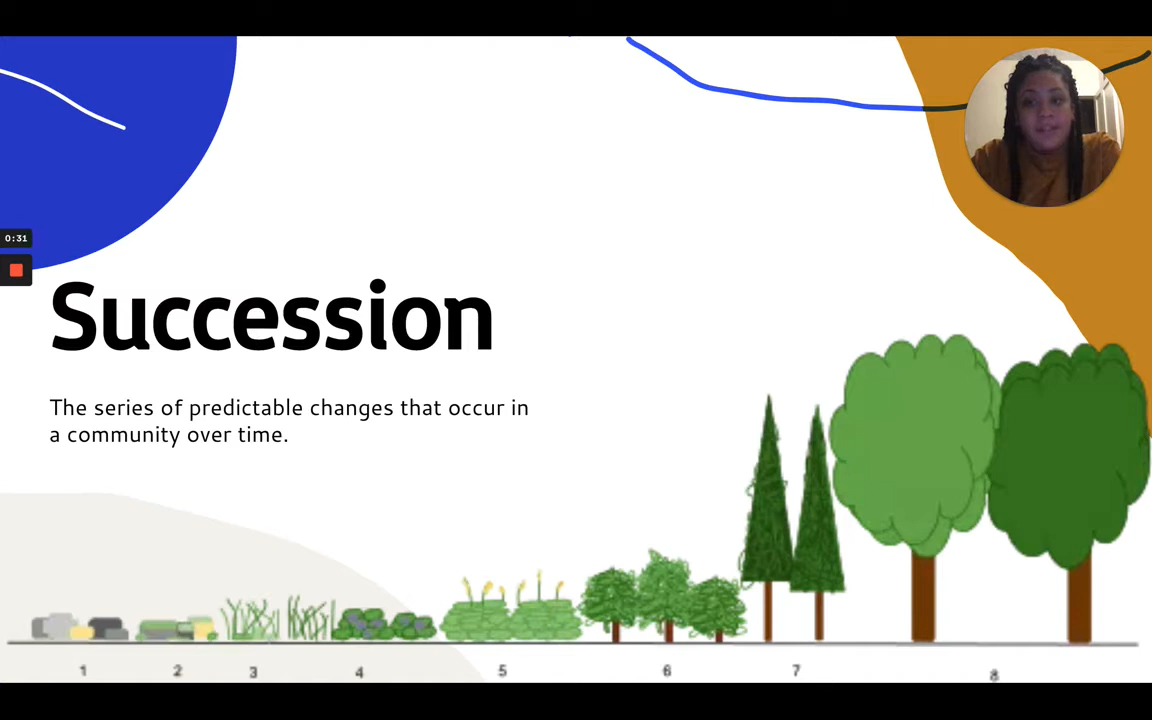 0:31
Succession
The series of predictable changes that occur in
a community over time.
1 2 3 4 5 6 7 8